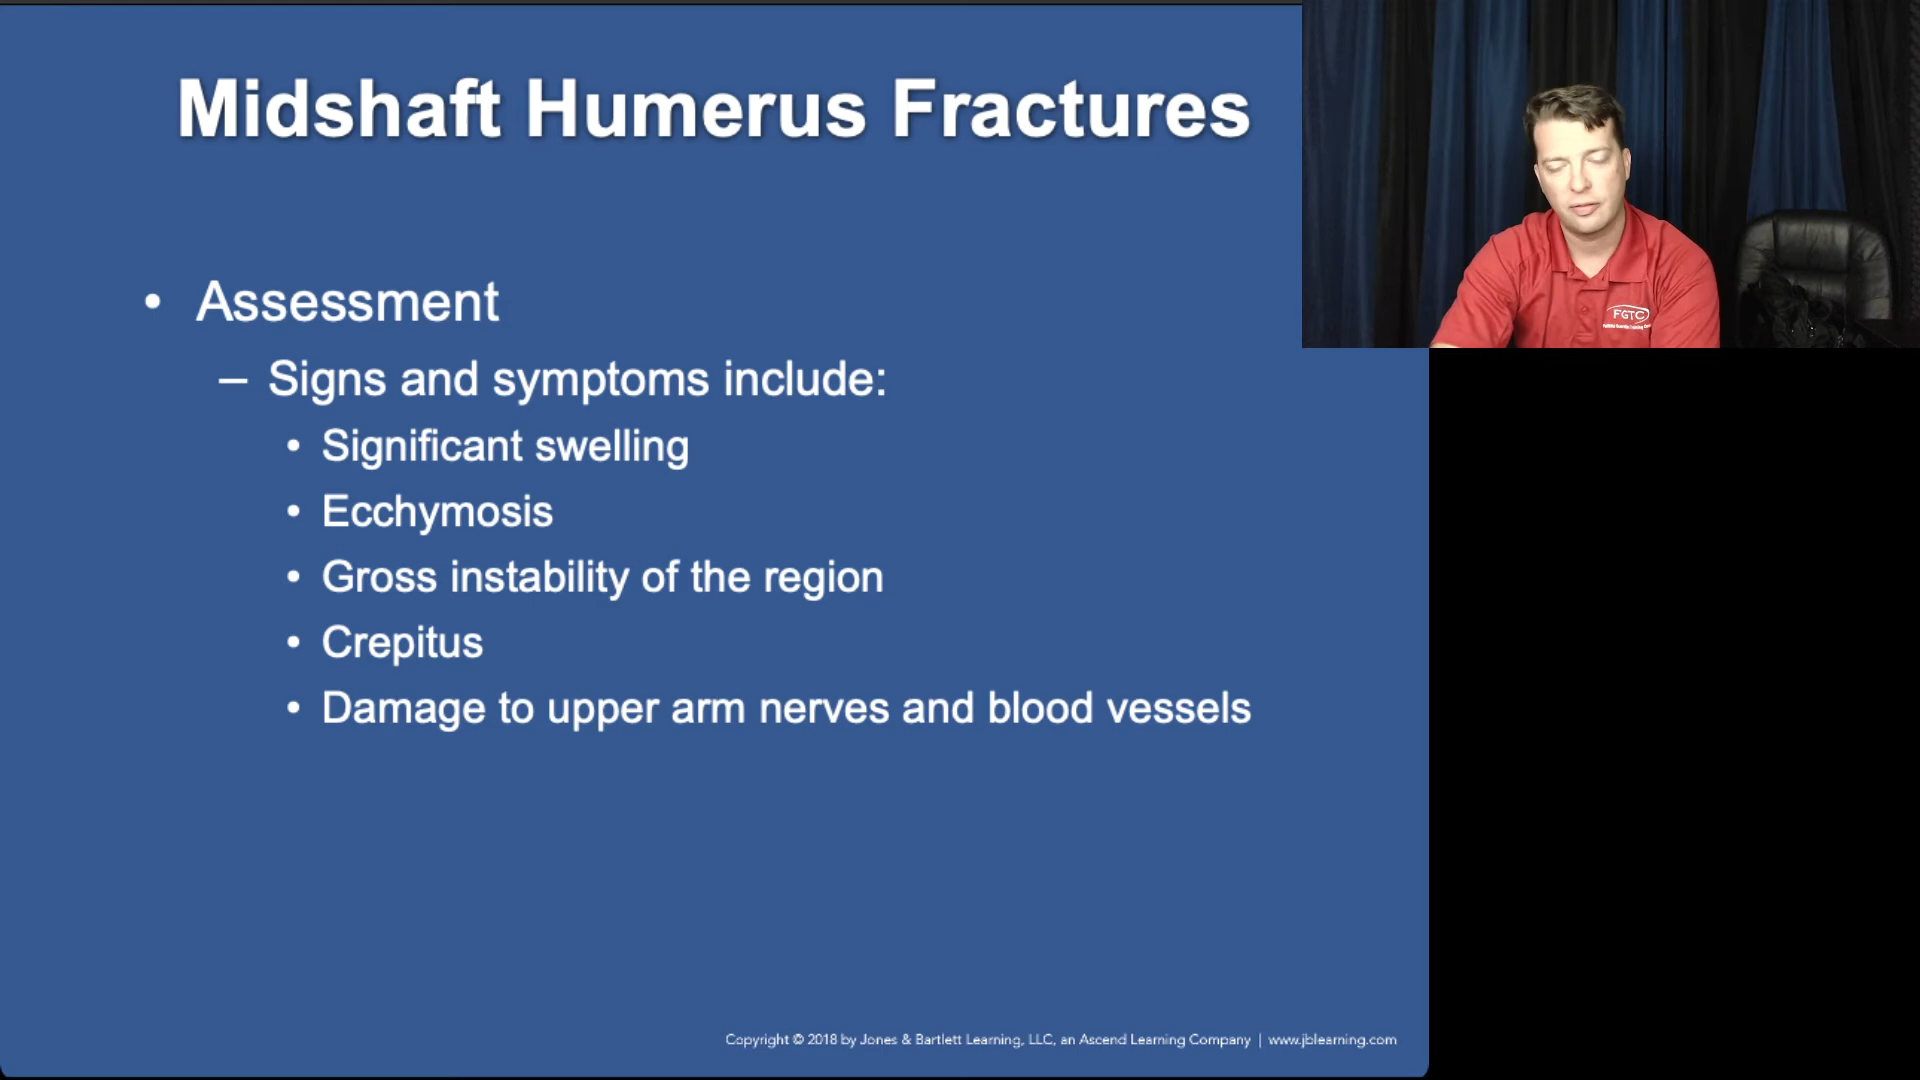 Midshaft Humerus Fractures
• Assessment
– Signs and symptoms include:
• Significant swelling
• Ecchymosis
• Gross instability of the region
• Crepitus
• Damage to upper arm nerves and blood vessels
FGTC
Copyright © 2018 by Jones & Bartlett Learning, LLC, an Ascend Learning Company | www.jblearning.com